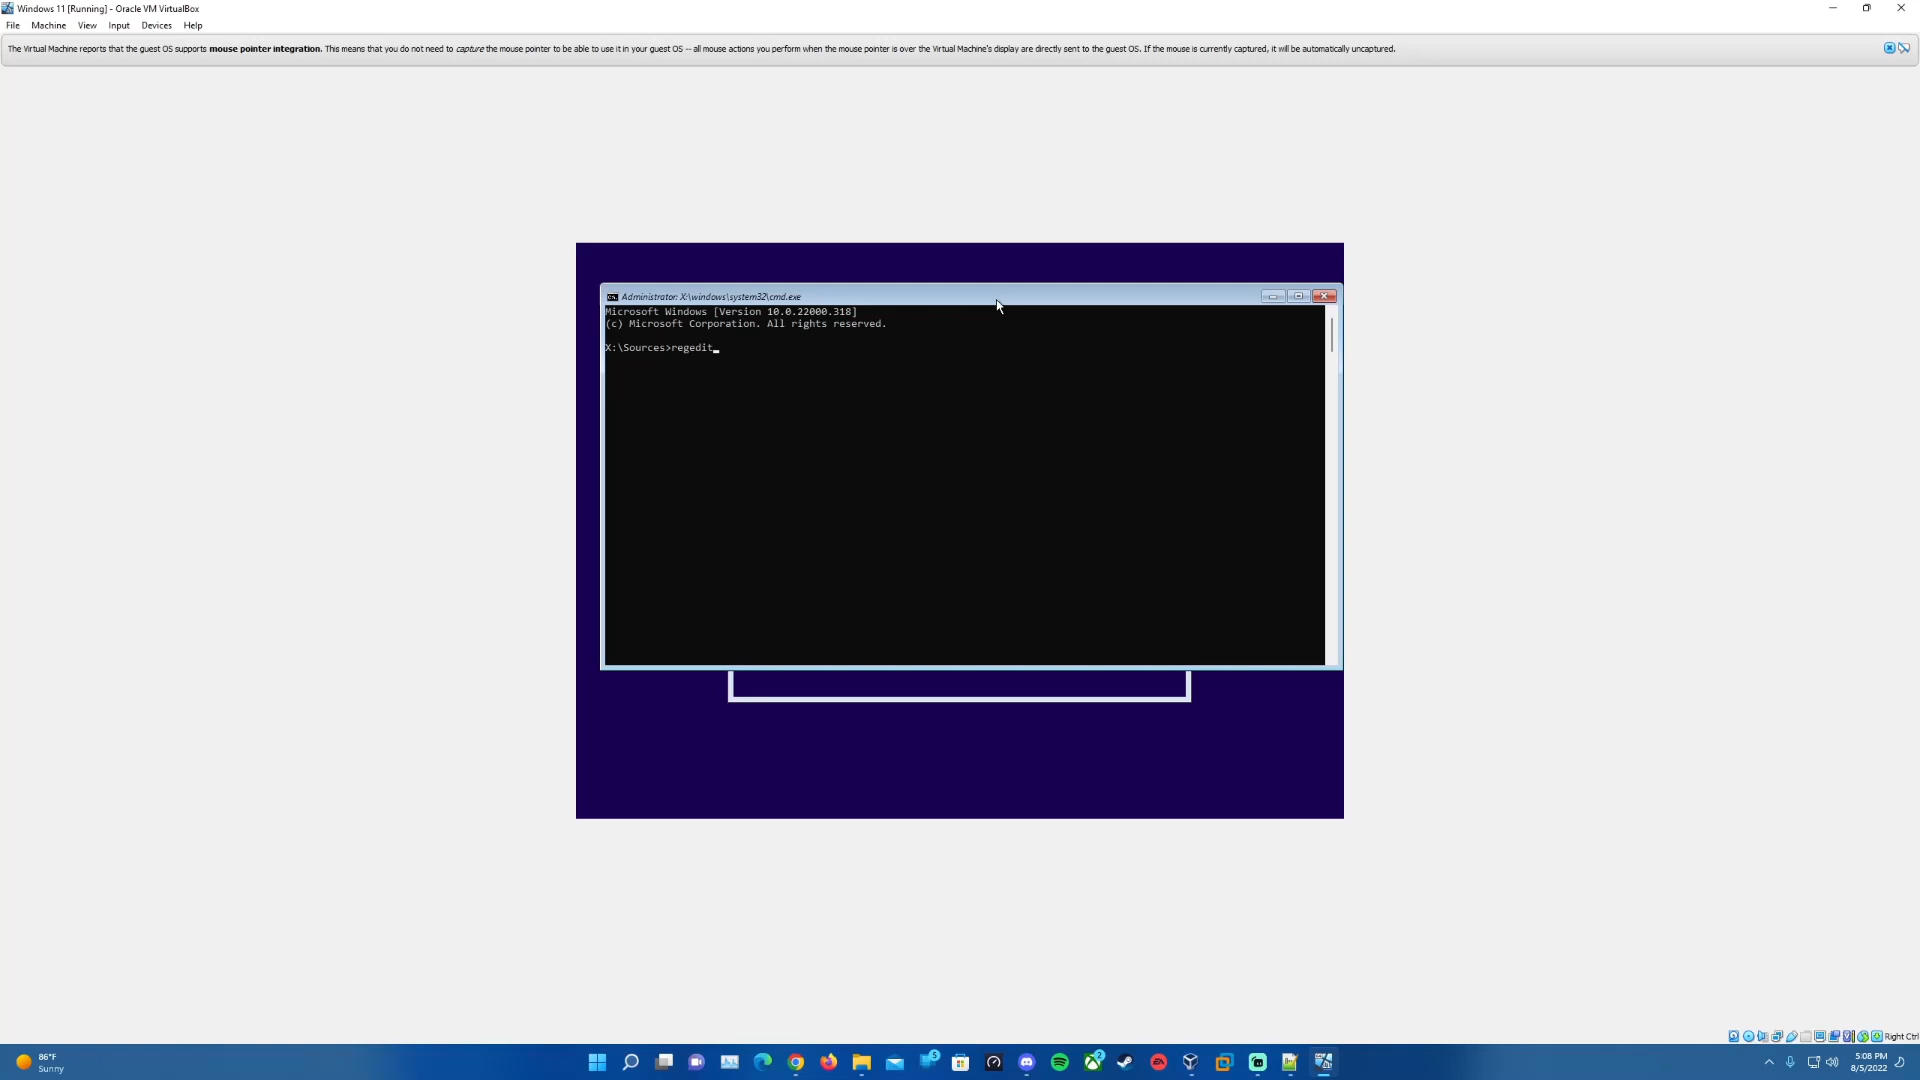 Windows 11 [Running] - Oracle VM VirtualBox
File Machine View Input Devices Help
The Virtual Machine reports that the guest OS supports mouse pointer integration. This means that you do not need to capture the mouse pointer to be able to use it in your guest OS -- all mouse actions you perform when the mouse pointer is over the Virtual Machine's display are directly sent to the guest OS. If the mouse is currently captured, it will be automatically uncaptured.
Administrator: X:\windows\system32\cmd.exe
Microsoft Windows [Version 10.0.22000.318]
(c) Microsoft Corporation. All rights reserved.
X:\Sources>regedit_
Right Ctrl
86°F
Sunny
5
2
5:08 PM
8/5/2022